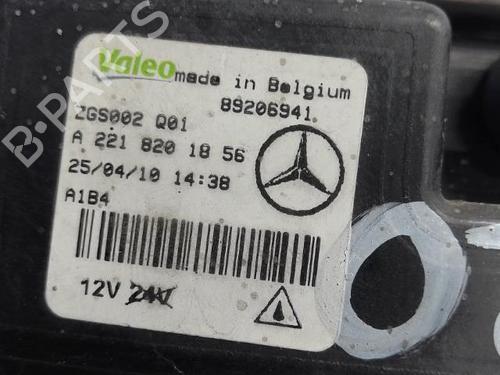 Valeo made in Belgium
89206941
ZGS002 Q01
A 221 820 18 56
25/04/10 14:38
A1B4
12V 24V
B-PARTS